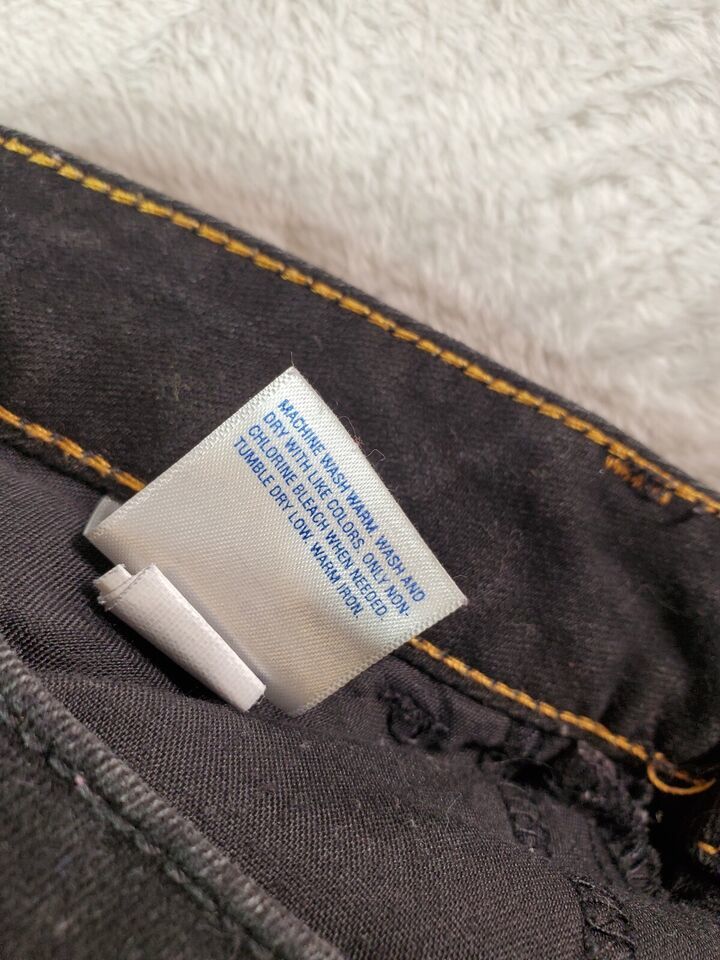 MACHINE WASH WARM. WASH AND
DRY WITH LIKE COLORS. ONLY NON.
CHLORINE BLEACH WHEN NEEDED.
TUMBLE DRY LOW. WARM IRON.